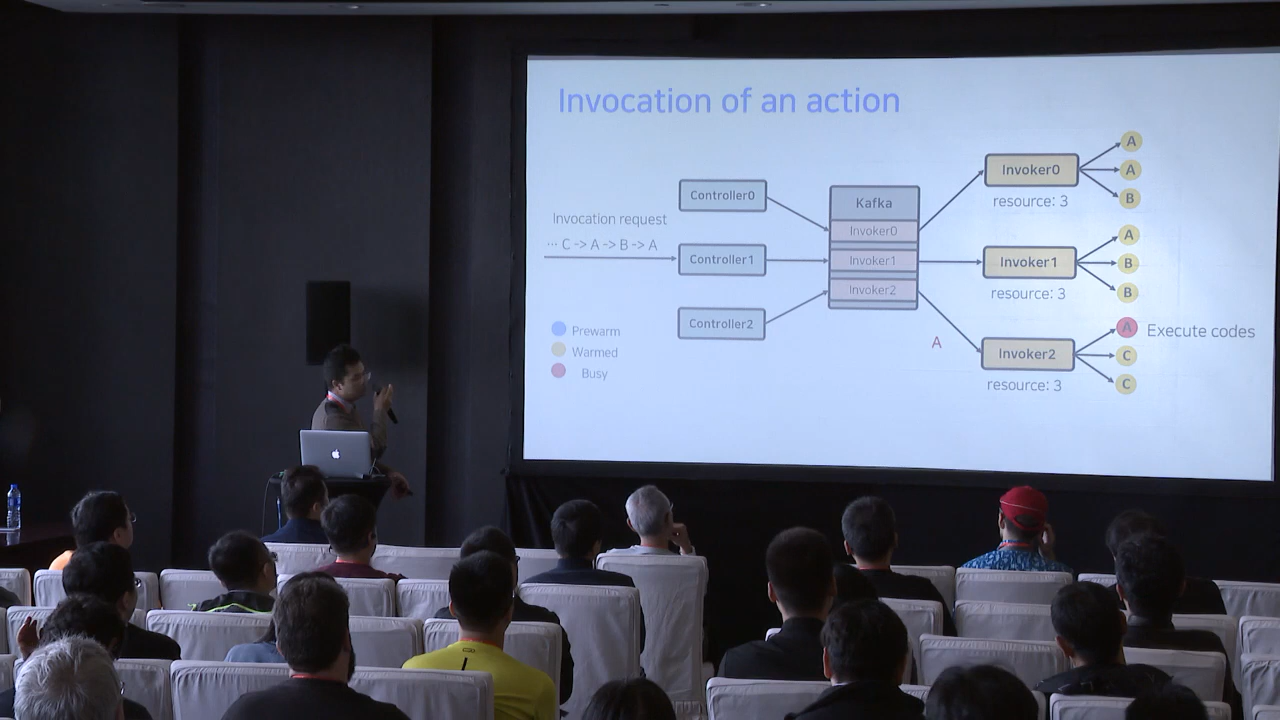 Invocation of an action
Invocation request
··· C -> A -> B -> A
Controller0
Controller1
Controller2
Kafka
Invoker0
Invoker1
Invoker2
A
Invoker0
resource: 3
A
A
B
Invoker1
resource: 3
A
B
B
Invoker2
resource: 3
A
C
C
Execute codes
Prewarm
Warmed
Busy